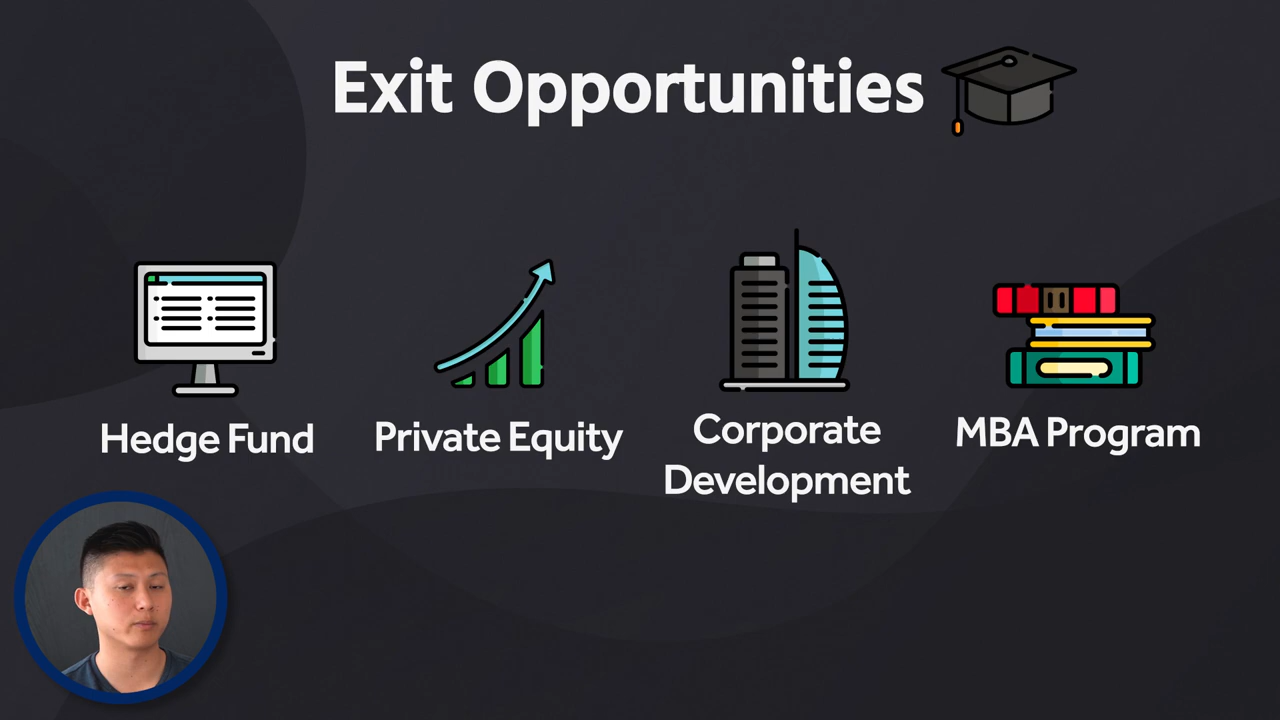 Exit Opportunities
Hedge Fund
Private Equity
Corporate
Development
MBA Program